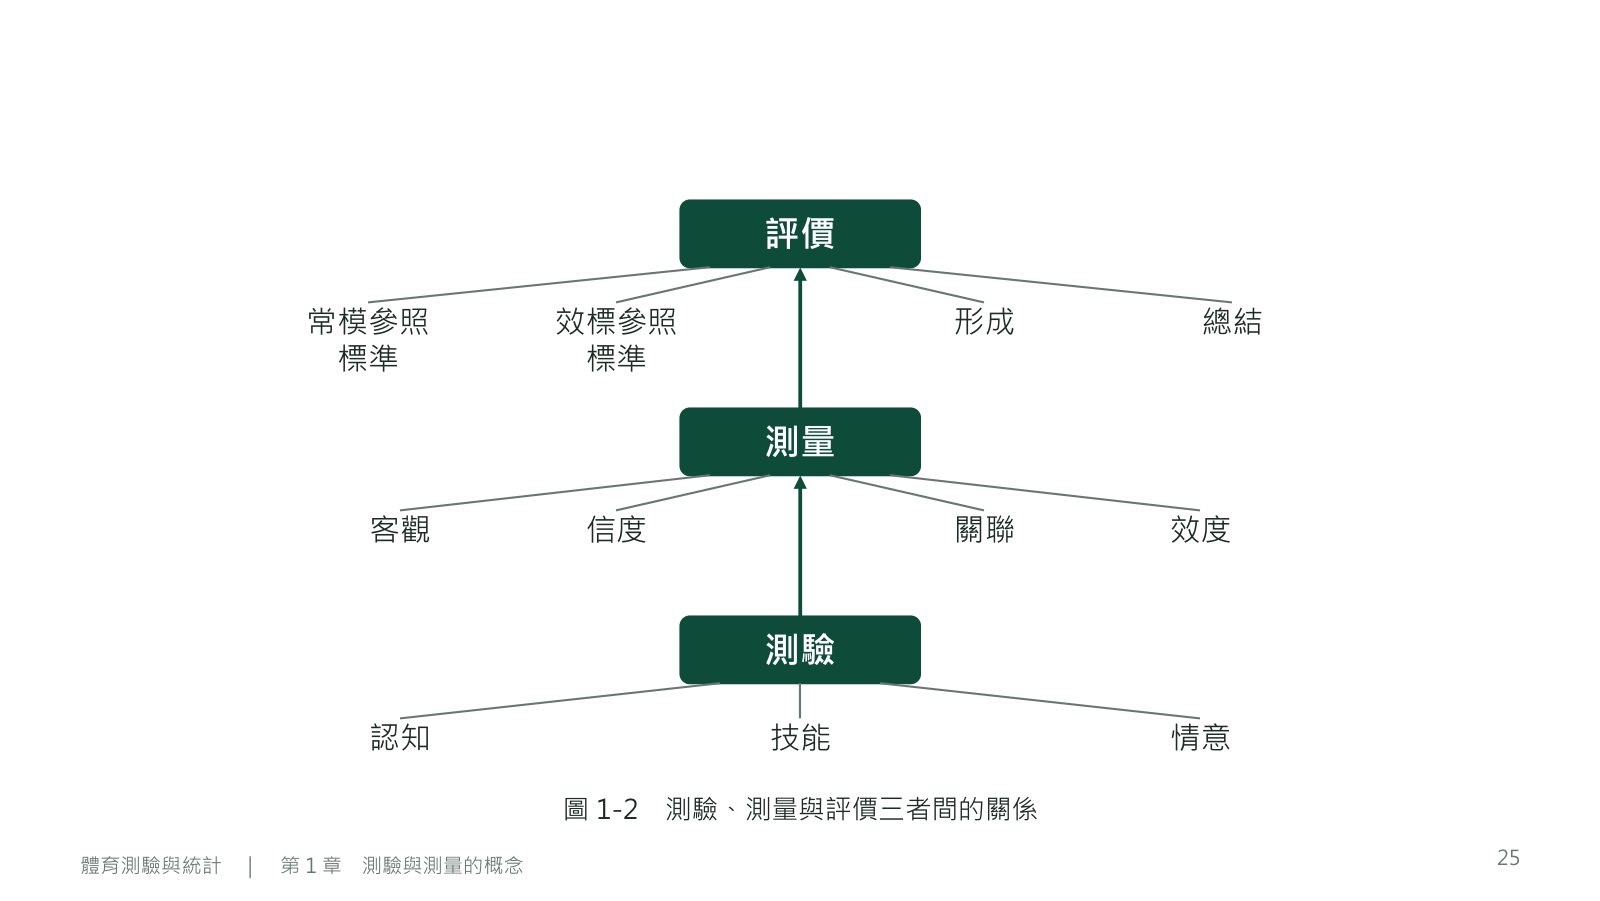 評價
常模參照
標準
效標參照
標準
形成
總結
測量
客觀
信度
關聯
效度
測驗
認知
技能
情意
圖 1-2　測驗、測量與評價三者間的關係
體育測驗與統計　|　第 1 章　測驗與測量的概念
25